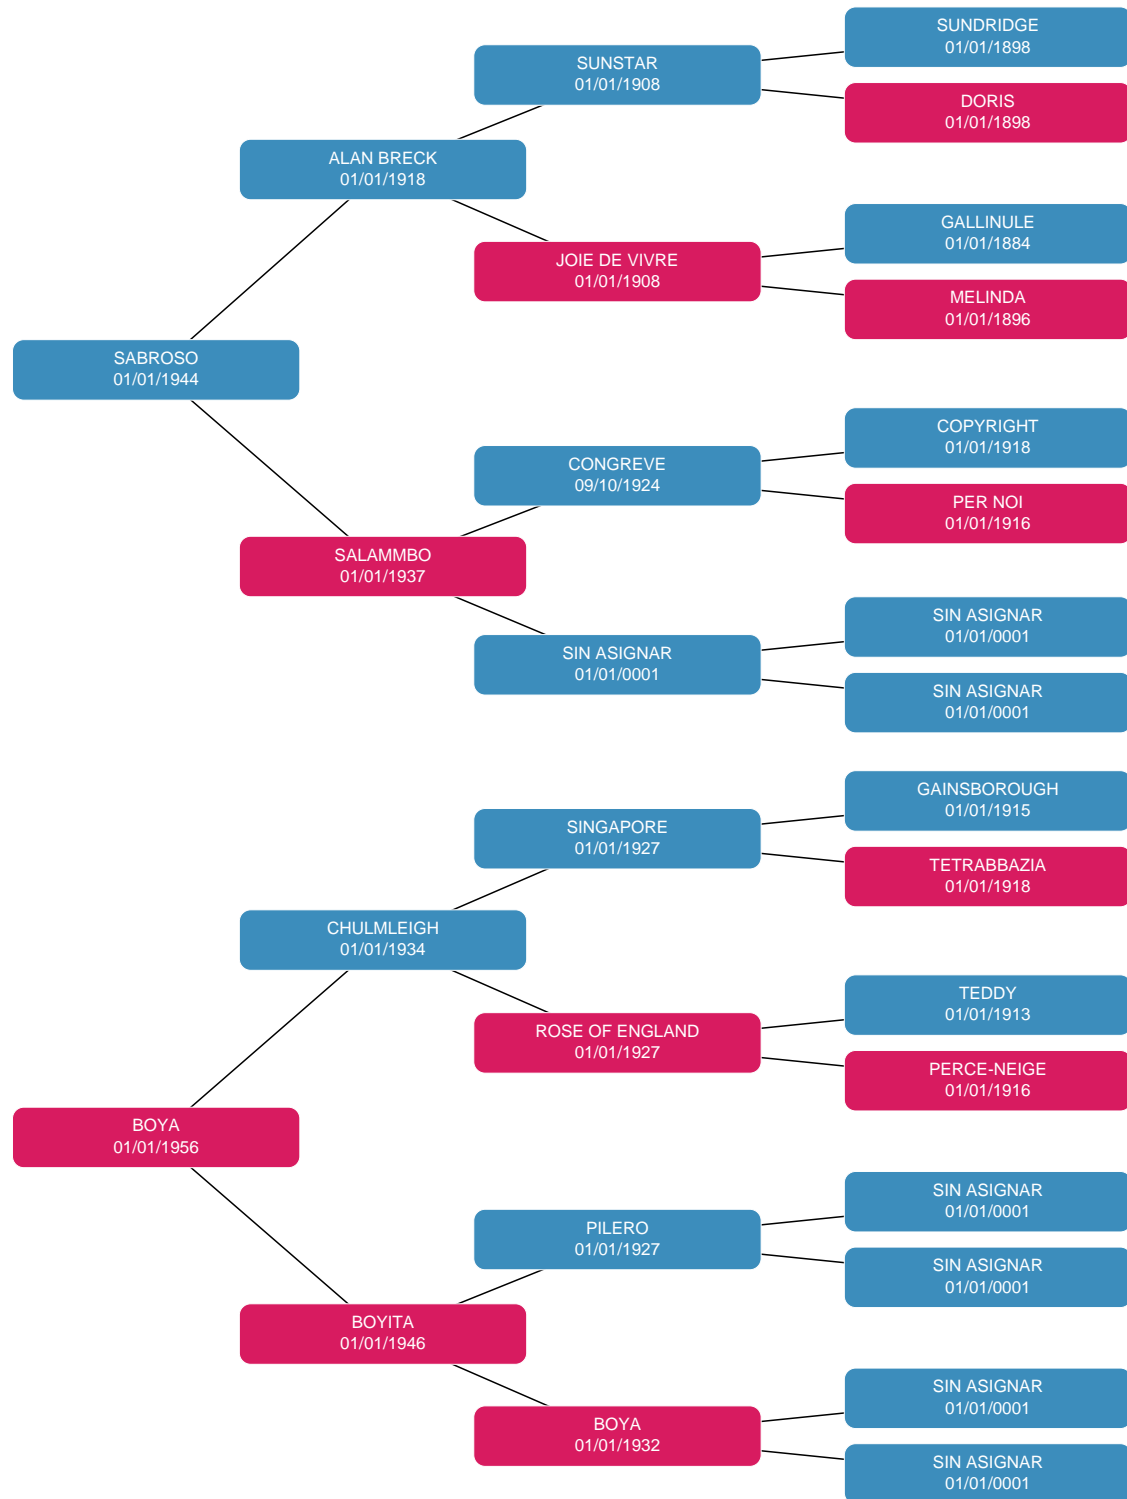 SUNDRIDGE
01/01/1898
SUNSTAR
01/01/1908
DORIS
01/01/1898
ALAN BRECK
01/01/1918
GALLINULE
01/01/1884
JOIE DE VIVRE
01/01/1908
MELINDA
01/01/1896
SABROSO
01/01/1944
COPYRIGHT
01/01/1918
CONGREVE
09/10/1924
PER NOI
01/01/1916
SALAMMBO
01/01/1937
SIN ASIGNAR
01/01/0001
SIN ASIGNAR
01/01/0001
SIN ASIGNAR
01/01/0001
GAINSBOROUGH
01/01/1915
SINGAPORE
01/01/1927
TETRABBAZIA
01/01/1918
CHULMLEIGH
01/01/1934
TEDDY
01/01/1913
ROSE OF ENGLAND
01/01/1927
PERCE-NEIGE
01/01/1916
BOYA
01/01/1956
SIN ASIGNAR
01/01/0001
PILERO
01/01/1927
SIN ASIGNAR
01/01/0001
BOYITA
01/01/1946
SIN ASIGNAR
01/01/0001
BOYA
01/01/1932
SIN ASIGNAR
01/01/0001